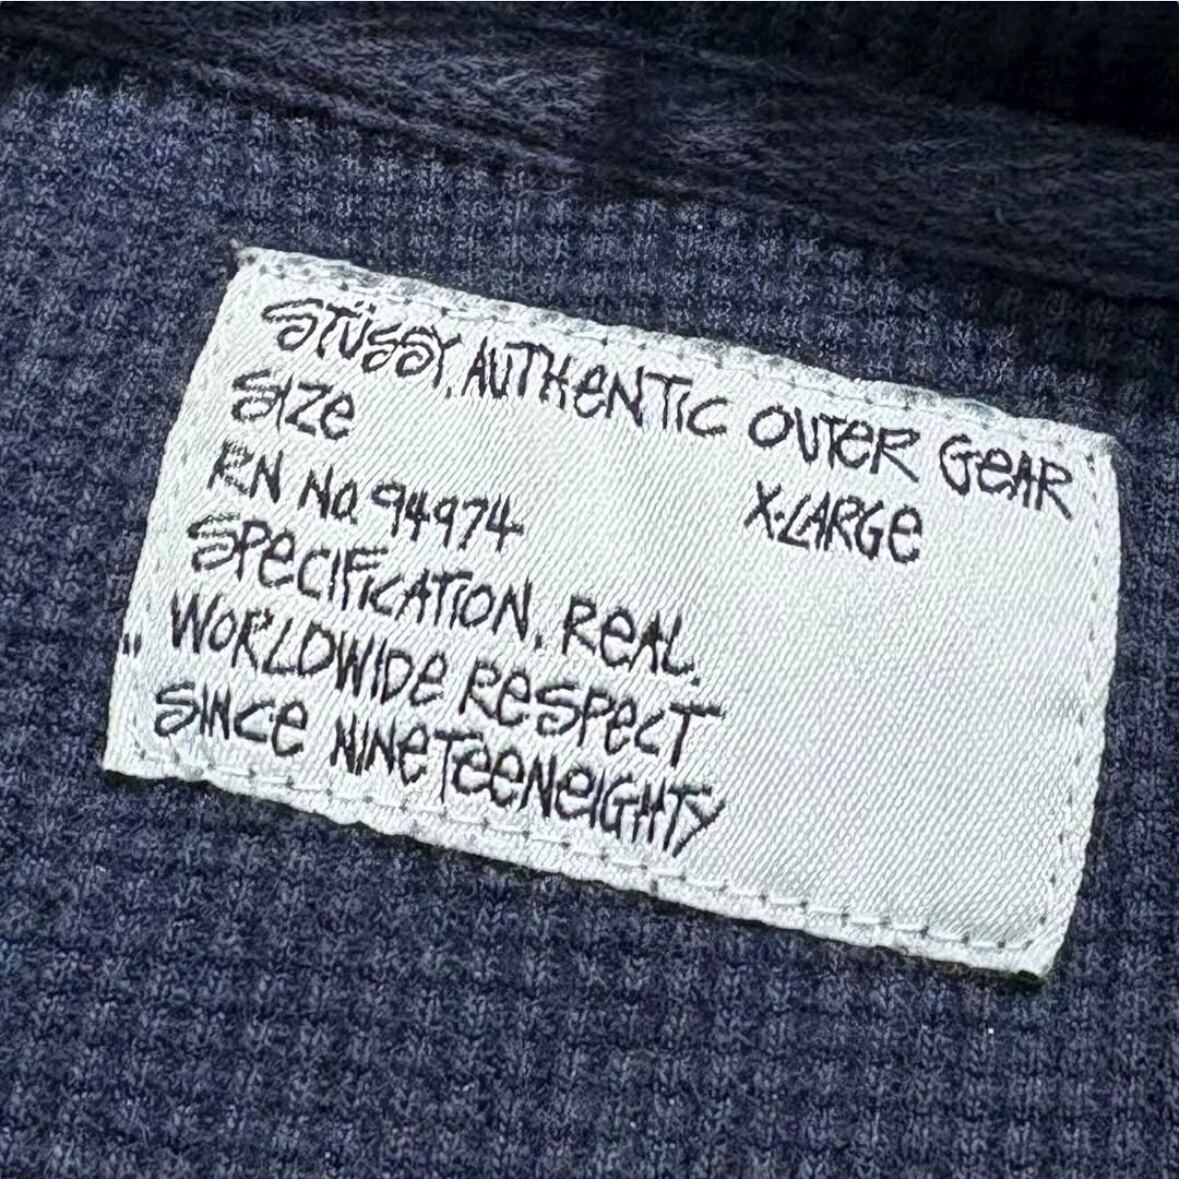 STÜSSY. AUTHENTIC OUTER GEAR
SIZE X-LARGE
RN No. 94974
SPECIFICATION. REAL.
"WORLDWIDE RESPECT
SINCE NINETEENEIGHTY